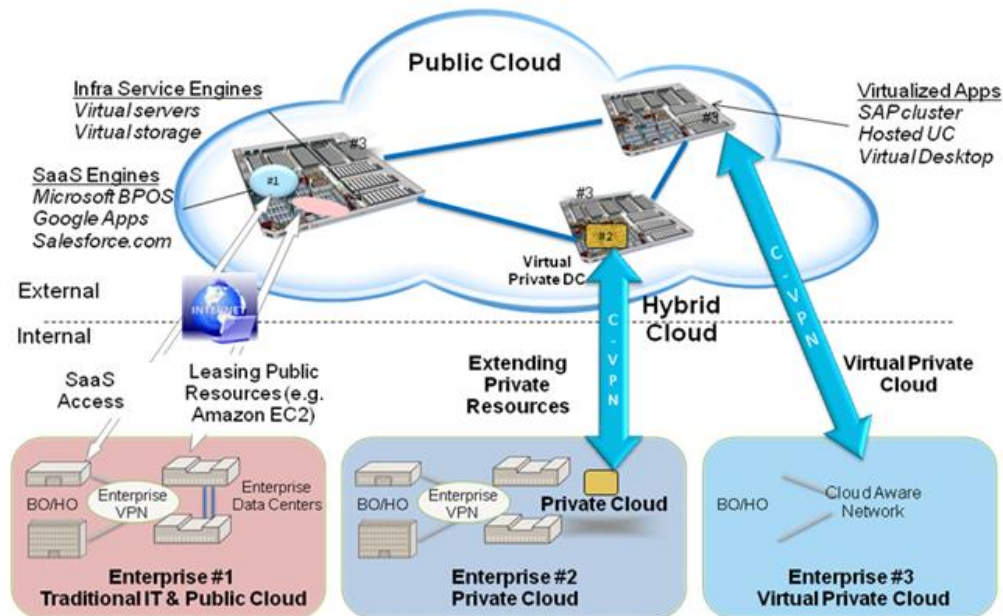 Public Cloud
Infra Service Engines
Virtual servers
Virtual storage
#3
SaaS Engines
Microsoft BPOS
Google Apps
Salesforce.com
#1
#3
Virtualized Apps
SAP cluster
Hosted UC
Virtual Desktop
#3
#2
Virtual
Private DC
External
Internal
INTERNET
Hybrid
Cloud
C-VPN
C-VPN
SaaS
Access
Leasing Public
Resources (e.g.
Amazon EC2)
Extending
Private
Resources
Virtual Private
Cloud
BO/HO
Enterprise
VPN
Enterprise
Data Centers
Enterprise #1
Traditional IT & Public Cloud
BO/HO
Enterprise
VPN
Private Cloud
Enterprise #2
Private Cloud
BO/HO
Cloud Aware
Network
Enterprise #3
Virtual Private Cloud